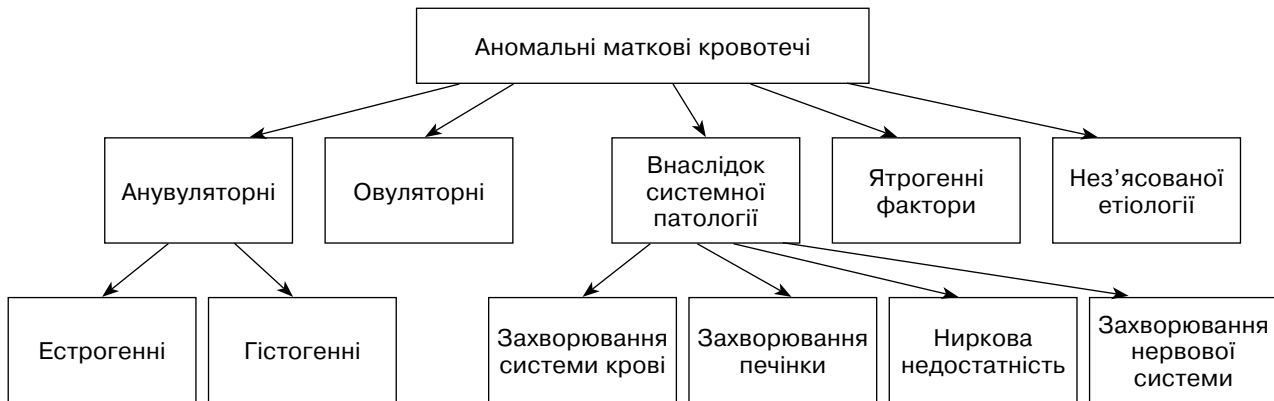 Аномальні маткові кровотечі
Анувуляторні
Овуляторні
Внаслідок
системної
патології
Ятрогенні
фактори
Нез’ясованої
етіології
Естрогенні
Гістогенні
Захворювання
системи крові
Захворювання
печінки
Ниркова
недостатність
Захворювання
нервової
системи